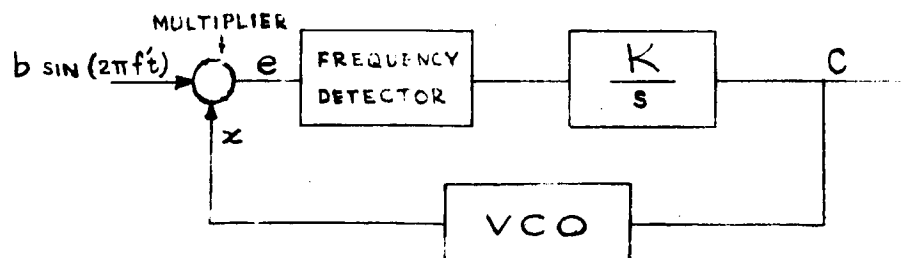 MULTIPLIER
b SIN (2πf't)
e
FREQUENCY
DETECTOR
K
s
C
x
VCO